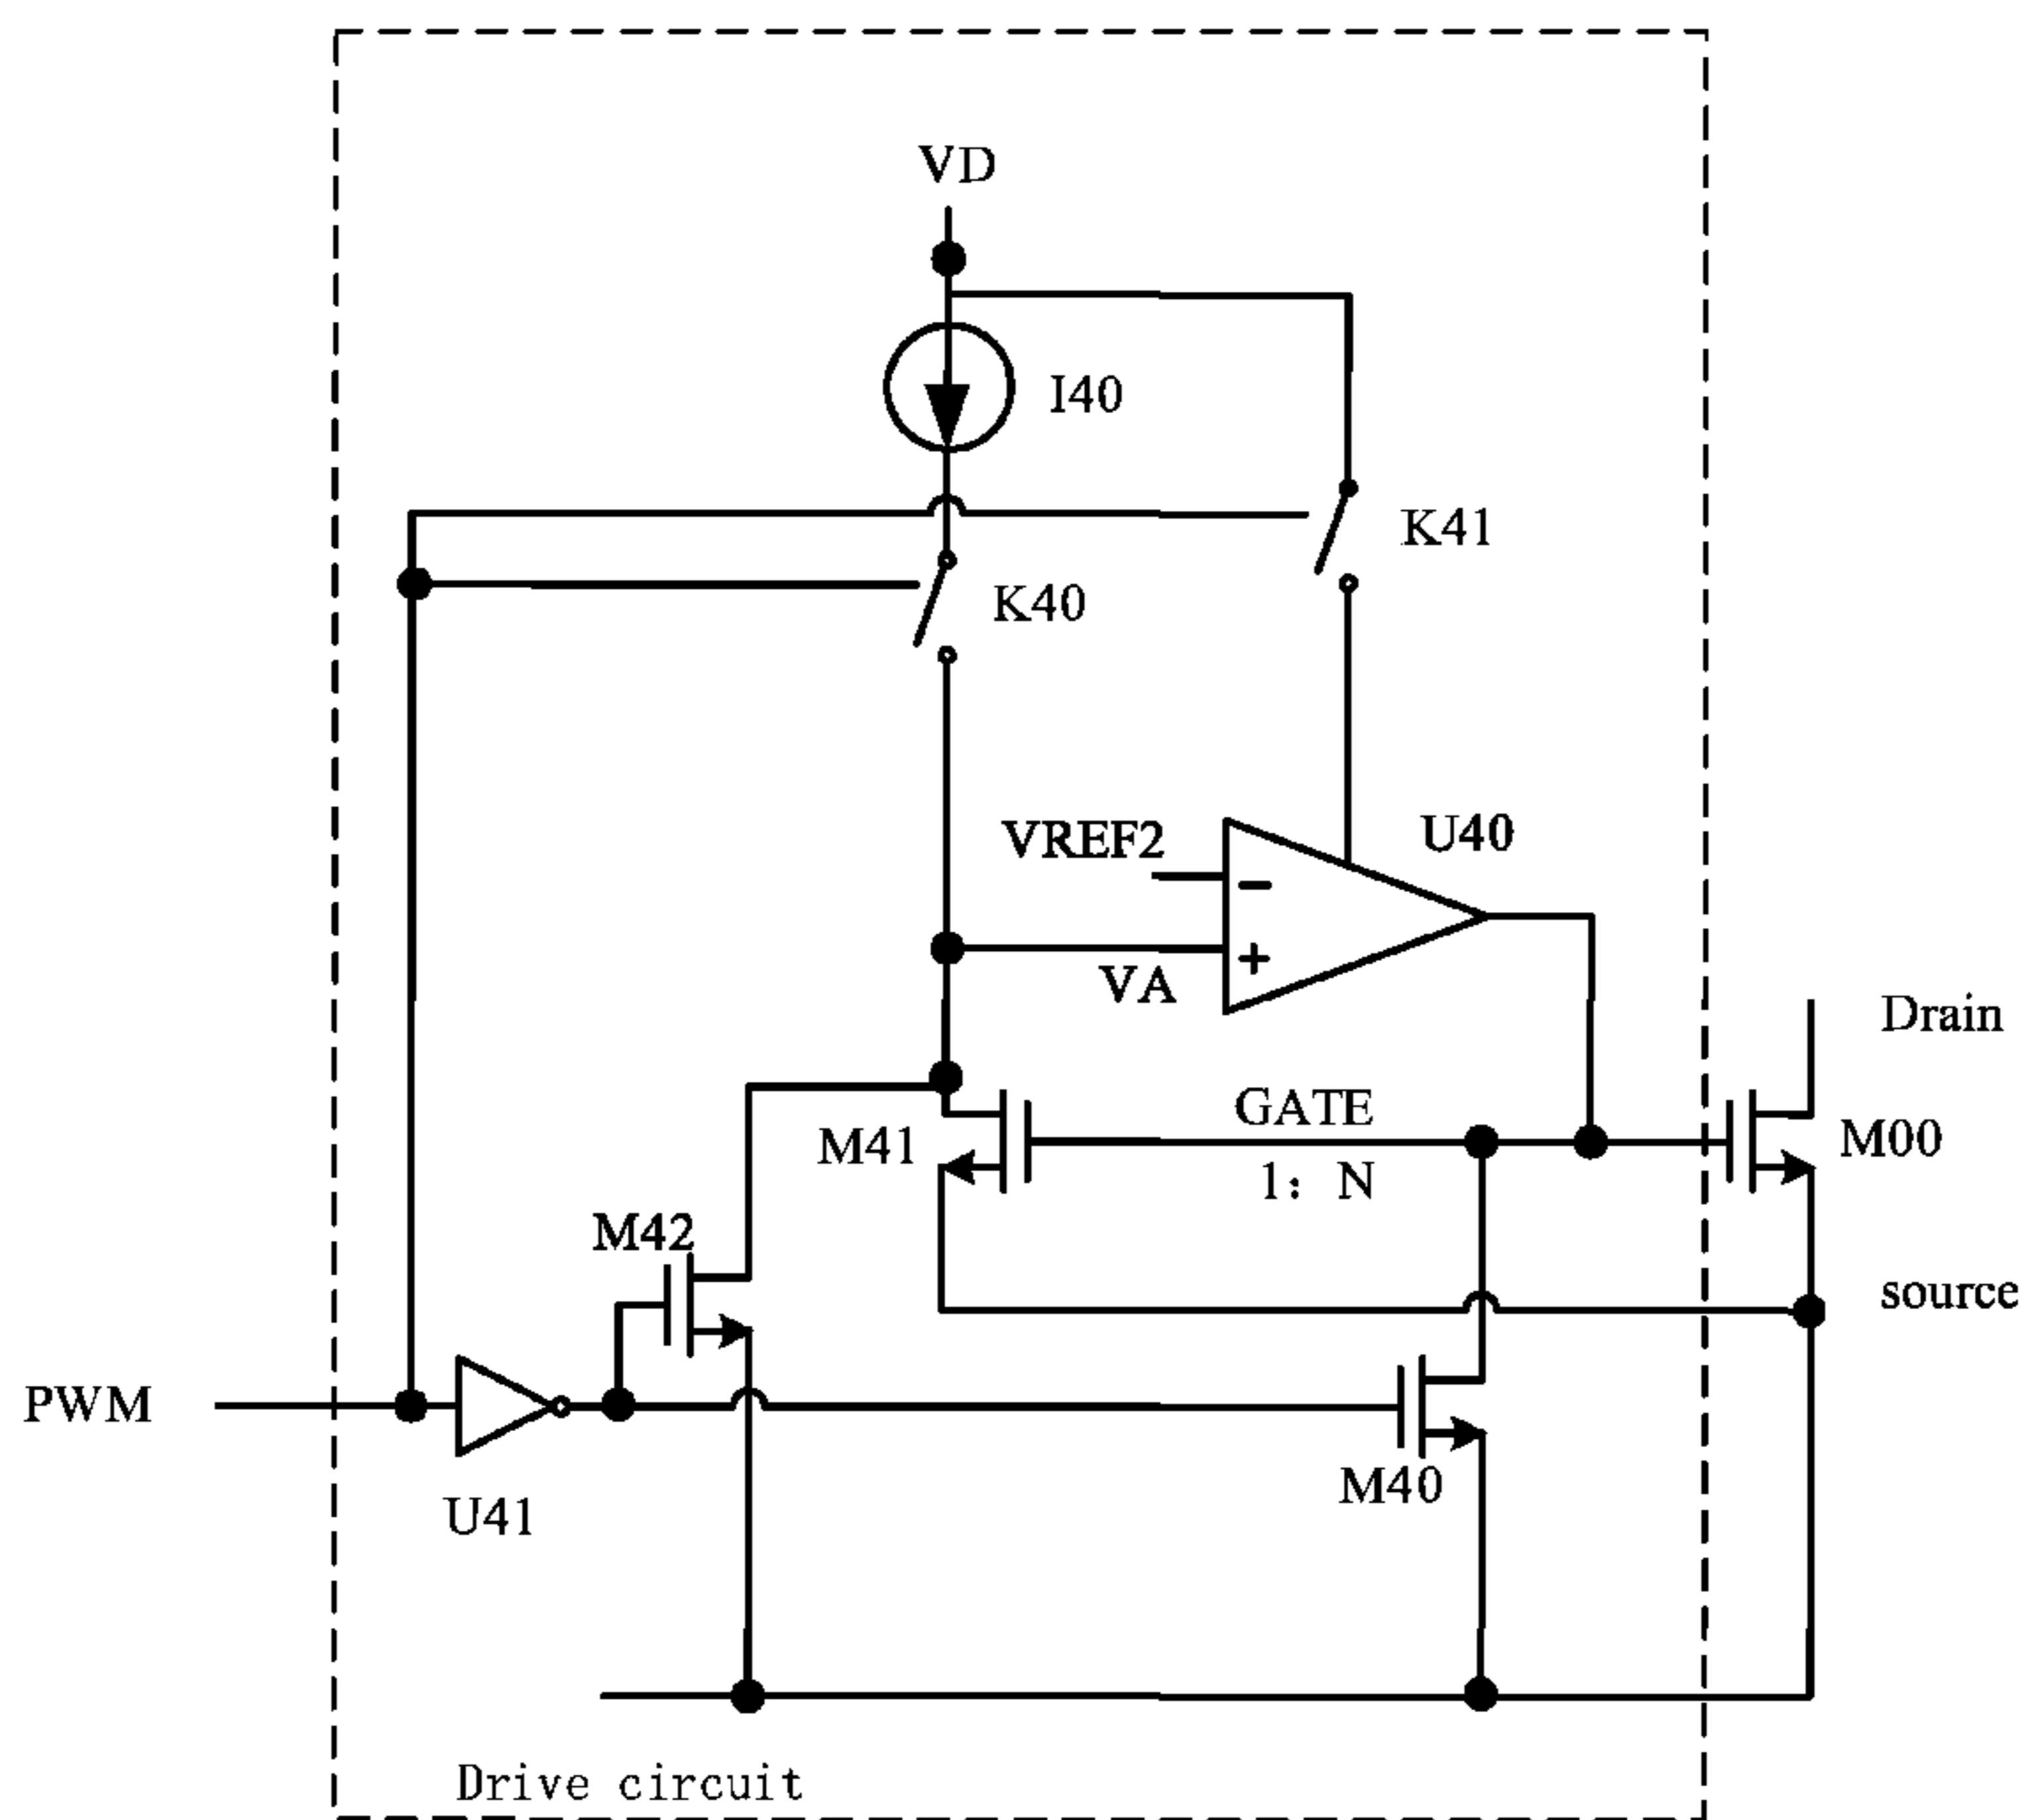 VD
I40
K41
K40
VREF2
U40
−
+
VA
Drain
GATE
M41
M00
1: N
M42
source
PWM
M40
U41
Drive circuit